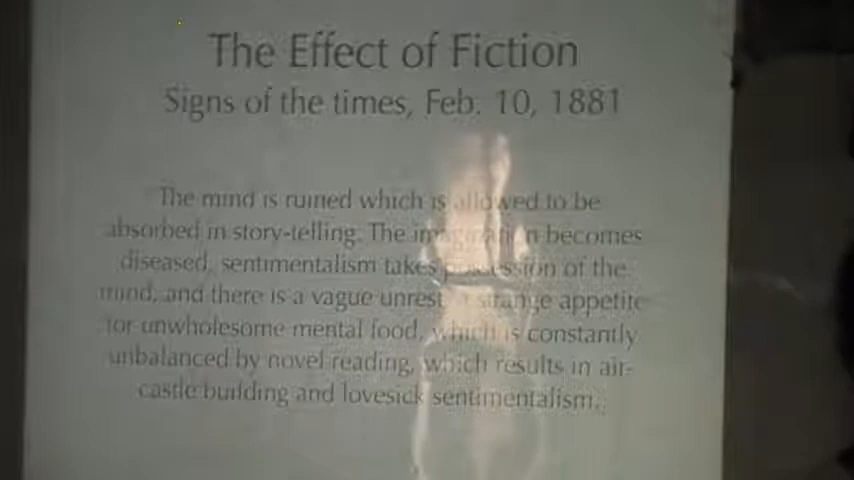 The Effect of Fiction
Signs of the times, Feb. 10, 1881
The mind is ruined which is allowed to be
absorbed in story-telling. The imagination becomes
diseased, sentimentalism takes possession of the
mind, and there is a vague unrest, a strange appetite
for unwholesome mental food, which is constantly
unbalanced by novel reading, which results in air-
castle building and lovesick sentimentalism.